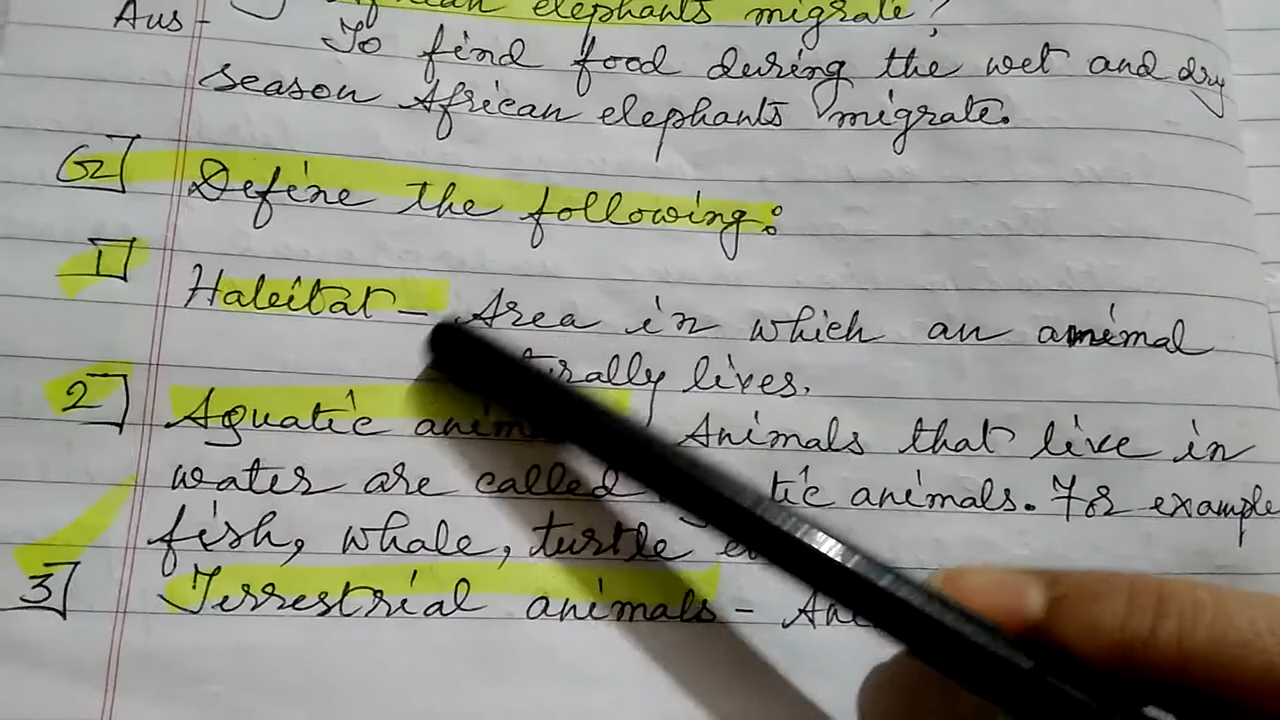 African elephants migrate?
Ans- To find food during the wet and dry
season African elephants migrate.
G2] Define the following:
1] Habitat - Area in which an animal
lives.
2] Aquatic Animals that live in
water are called animals. For example
fish, whale, turtle
3] Terrestrial animals -